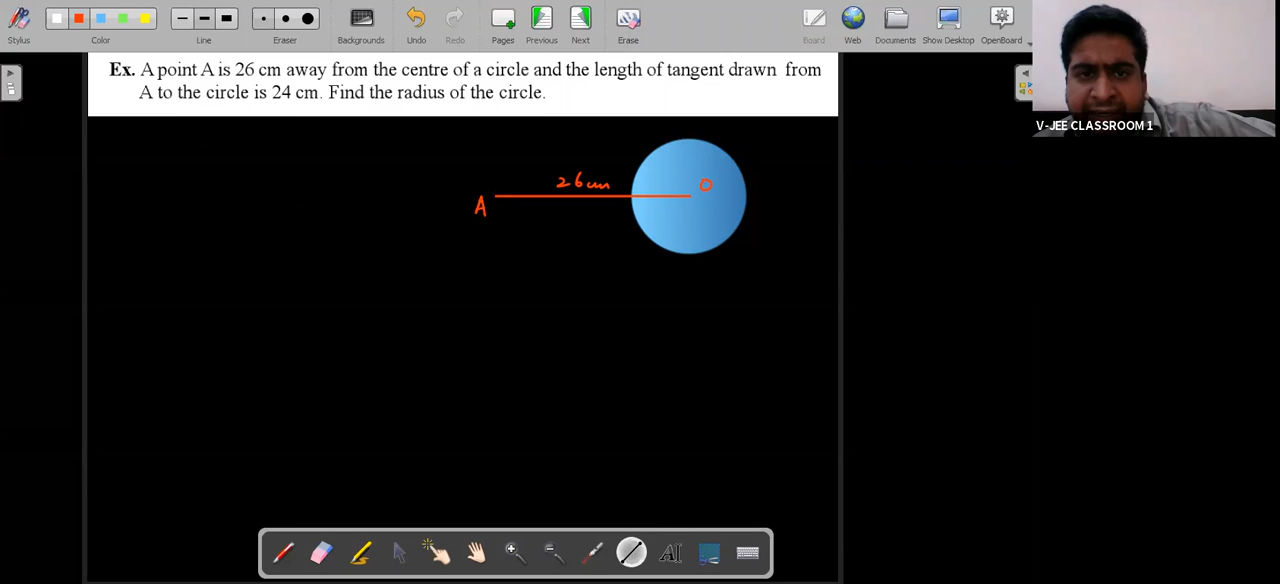 Stylus
Color
Line
Eraser
Backgrounds
Undo
Redo
Pages
Previous
Next
Erase
Board
Web
Documents
Show Desktop
OpenBoard
Ex. A point A is 26 cm away from the centre of a circle and the length of tangent drawn from
A to the circle is 24 cm. Find the radius of the circle.
V-JEE CLASSROOM 1
26cm
O
A
AI